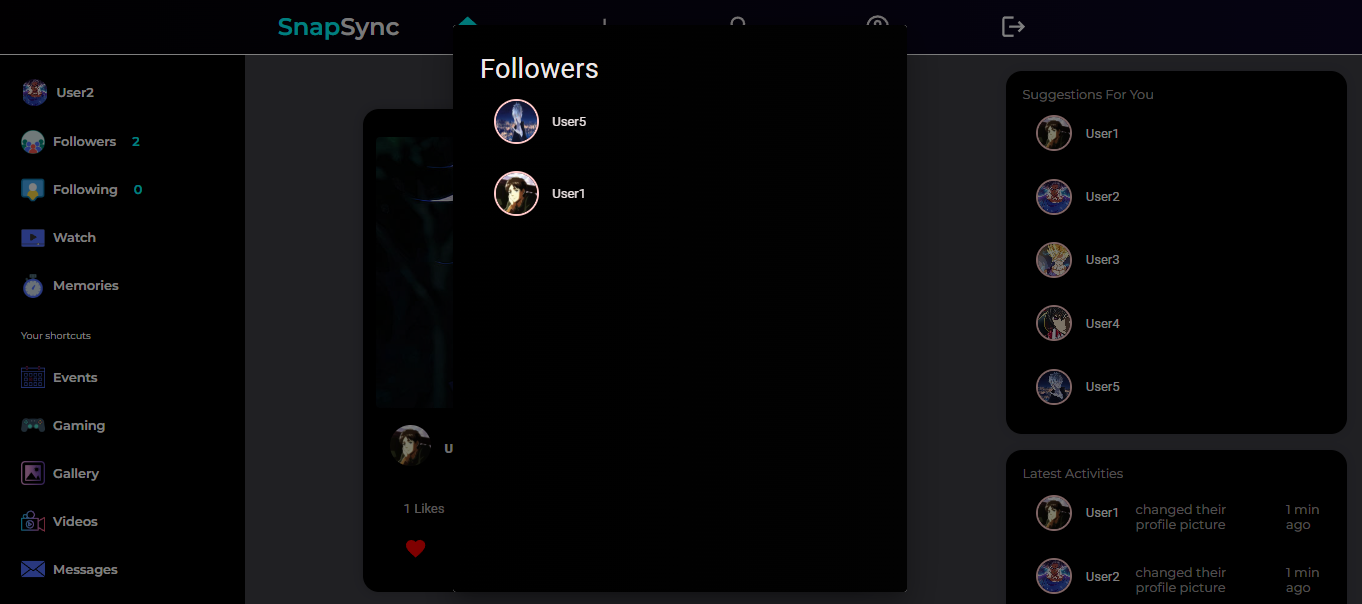 SnapSync
User2
Followers 2
Following 0
Watch
Memories
Your shortcuts
Events
Gaming
Gallery
Videos
Messages
1 Likes
Followers
User5
User1
Suggestions For You
User1
User2
User3
User4
User5
Latest Activities
User1 changed their profile picture 1 min ago
User2 changed their profile picture 1 min ago